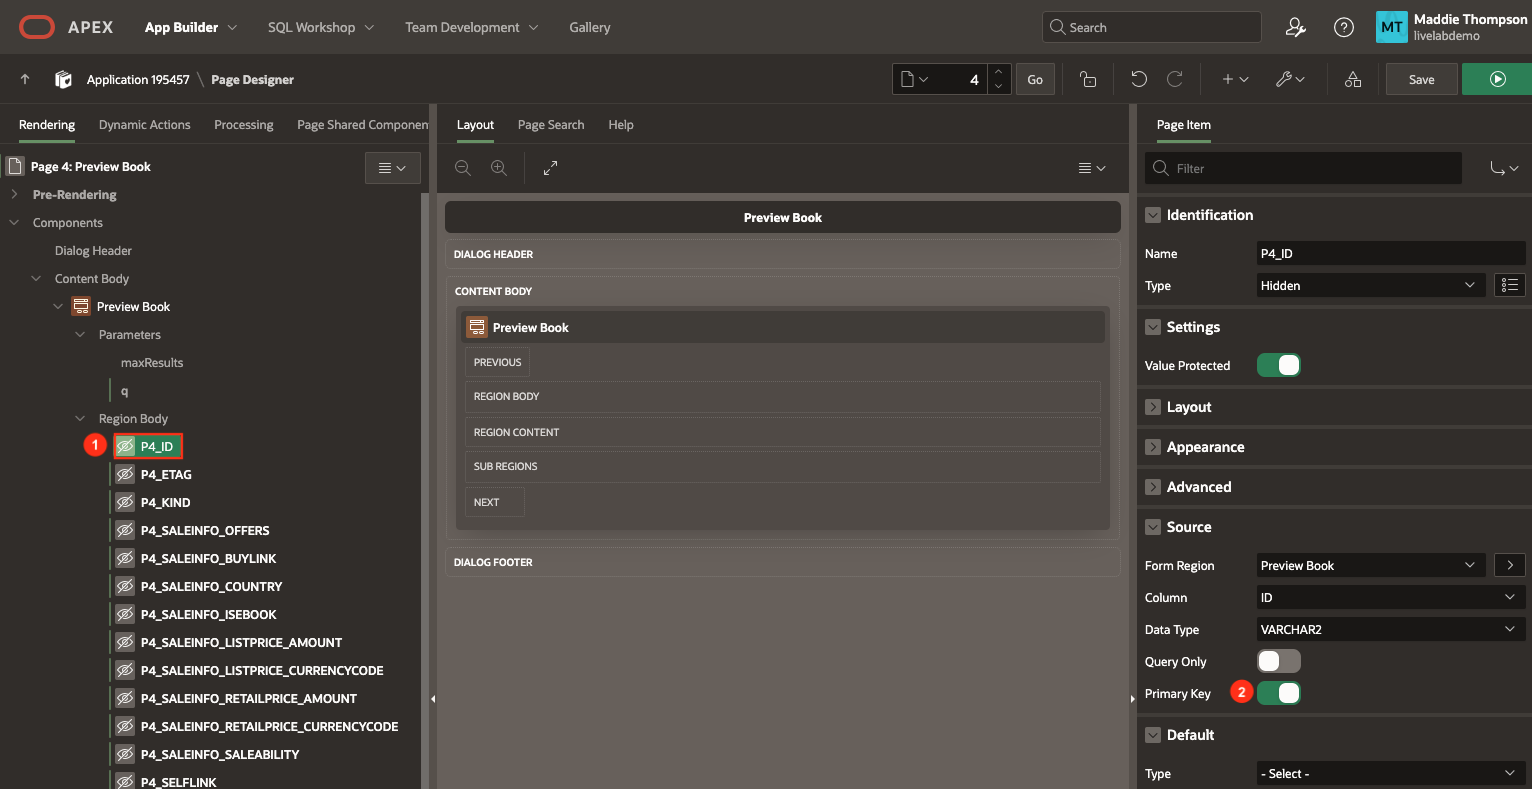 APEX App Builder SQL Workshop Team Development Gallery Search MT Maddie Thompson
livelabdemo
Application 195457 \ Page Designer 4 Go Save
Rendering Dynamic Actions Processing Page Shared Componen
Page 4: Preview Book
Pre-Rendering
Components
Dialog Header
Content Body
Preview Book
Parameters
maxResults
q
Region Body
1 P4_ID
P4_ETAG
P4_KIND
P4_SALEINFO_OFFERS
P4_SALEINFO_BUYLINK
P4_SALEINFO_COUNTRY
P4_SALEINFO_ISEBOOK
P4_SALEINFO_LISTPRICE_AMOUNT
P4_SALEINFO_LISTPRICE_CURRENCYCODE
P4_SALEINFO_RETAILPRICE_AMOUNT
P4_SALEINFO_RETAILPRICE_CURRENCYCODE
P4_SALEINFO_SALEABILITY
P4_SELFLINK
Layout Page Search Help
Preview Book
DIALOG HEADER
CONTENT BODY
Preview Book
PREVIOUS
REGION BODY
REGION CONTENT
SUB REGIONS
NEXT
DIALOG FOOTER
Page Item
Filter
Identification
Name P4_ID
Type Hidden
Settings
Value Protected
Layout
Appearance
Advanced
Source
Form Region Preview Book
Column ID
Data Type VARCHAR2
Query Only
Primary Key 2
Default
Type - Select -